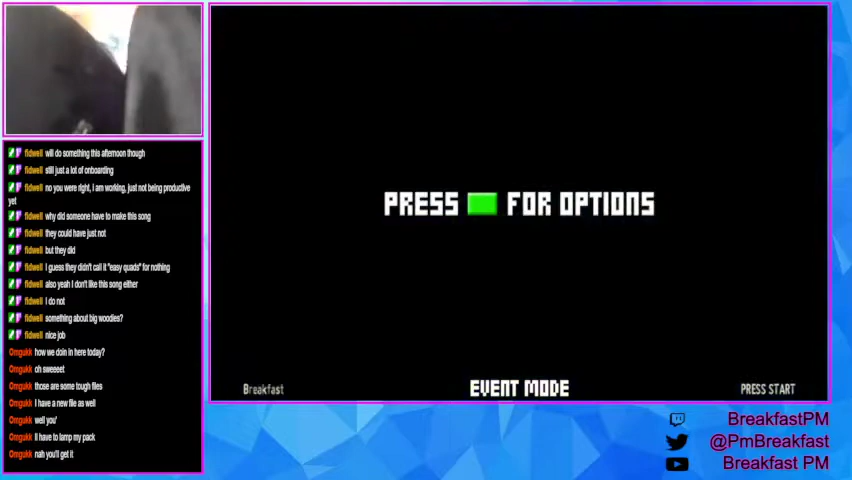 fidwell will do something this afternoon though
fidwell still just a lot of onboarding
fidwell no you were right, i am working, just not being productive
yet
fidwell why did someone have to make this song
fidwell they could have just not
fidwell but they did
fidwell I guess they didn't call it "easy quads" for nothing
fidwell also yeah I don't like this song either
fidwell I do not
fidwell something about big woodies?
fidwell nice job
Omgukk how we doin in here today?
Omgukk oh sweeeet
Omgukk those are some tough files
Omgukk I have a new file as well
Omgukk well you'
Omgukk ll have to lamp my pack
Omgukk nah you'll get it
PRESS FOR OPTIONS
Breakfast
EVENT MODE
PRESS START
BreakfastPM
@PmBreakfast
Breakfast PM